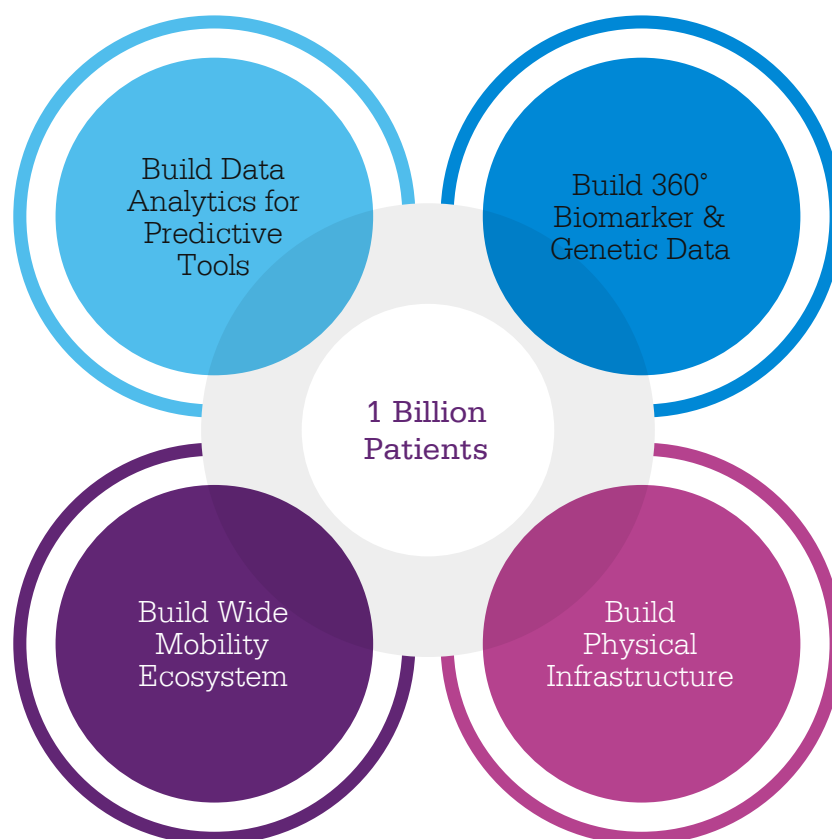 Build Data
Analytics for
Predictive
Tools
Build 360°
Biomarker &
Genetic Data
1 Billion
Patients
Build Wide
Mobility
Ecosystem
Build
Physical
Infrastructure